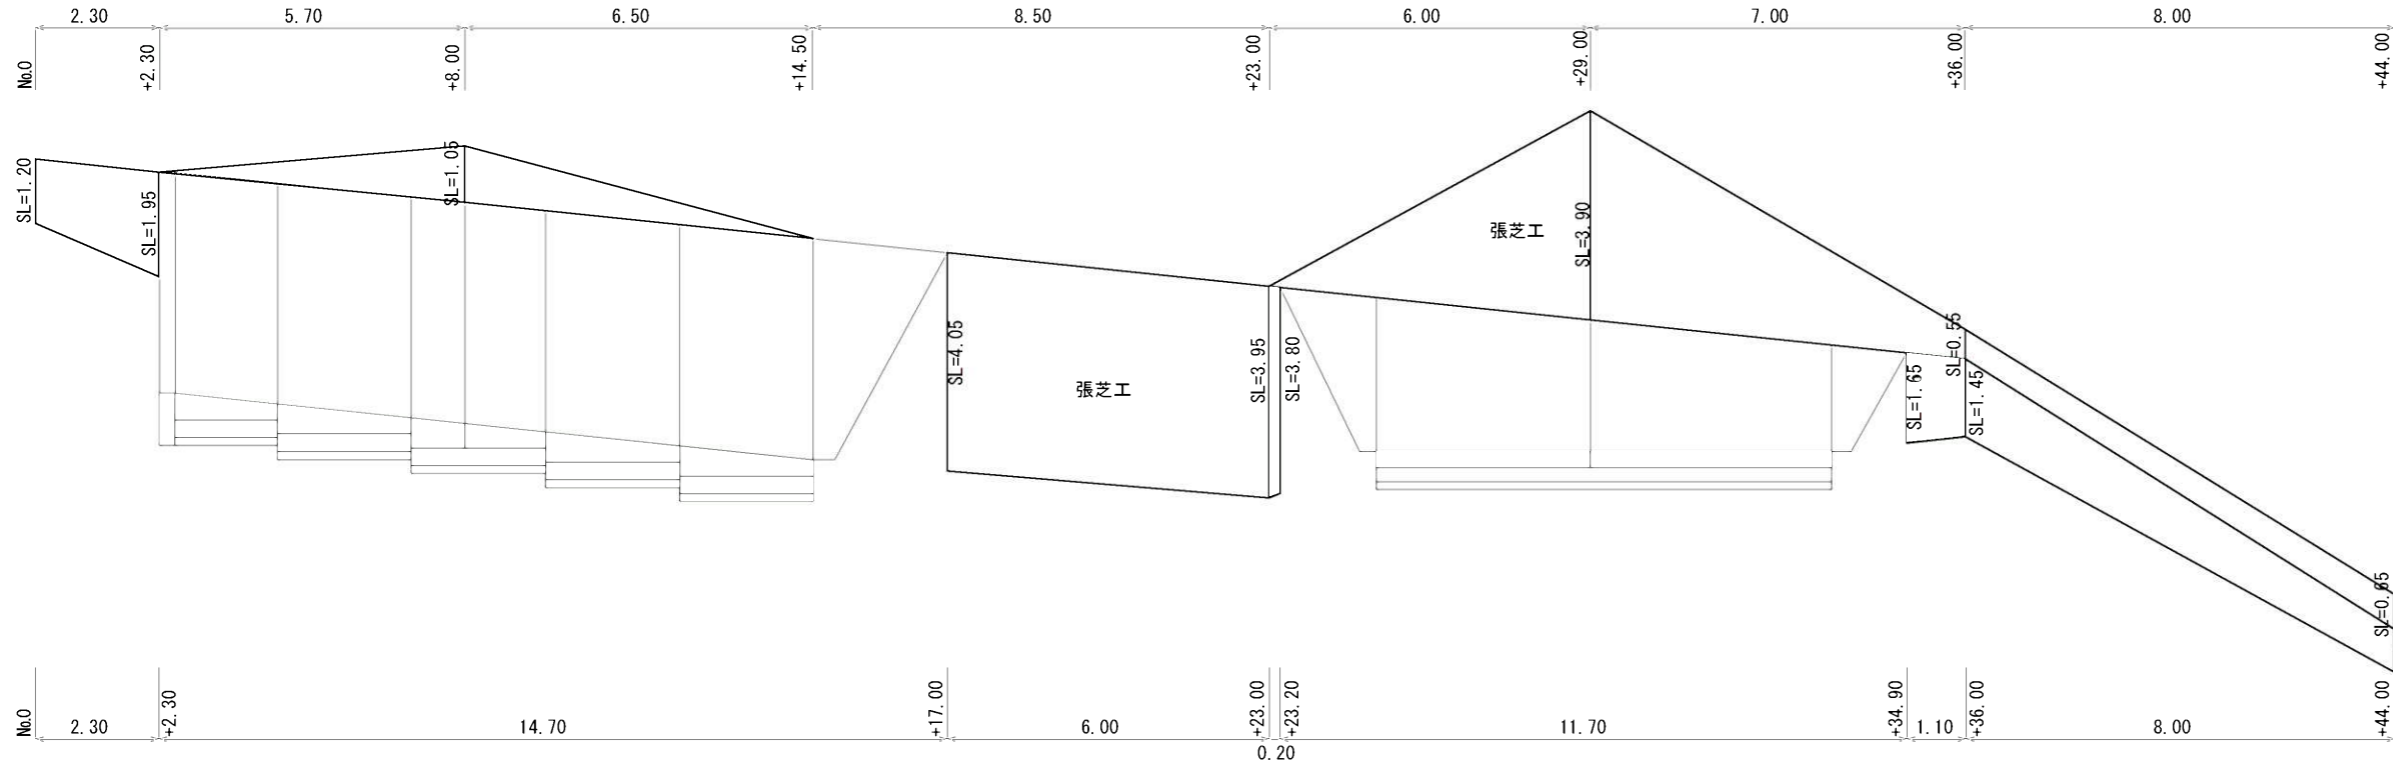 2.30
5.70
6.50
8.50
6.00
7.00
8.00
No.0
+2.30
+8.00
+14.50
+23.00
+29.00
+36.00
+44.00
SL=1.20
SL=1.95
SL=1.05
SL=4.05
張芝工
SL=3.95
SL=3.80
張芝工
SL=3.90
SL=0.55
SL=1.65
SL=1.45
SL=0.65
No.0
+2.30
+17.00
+23.00
+23.20
+34.90
+36.00
+44.00
2.30
14.70
6.00
0.20
11.70
1.10
8.00